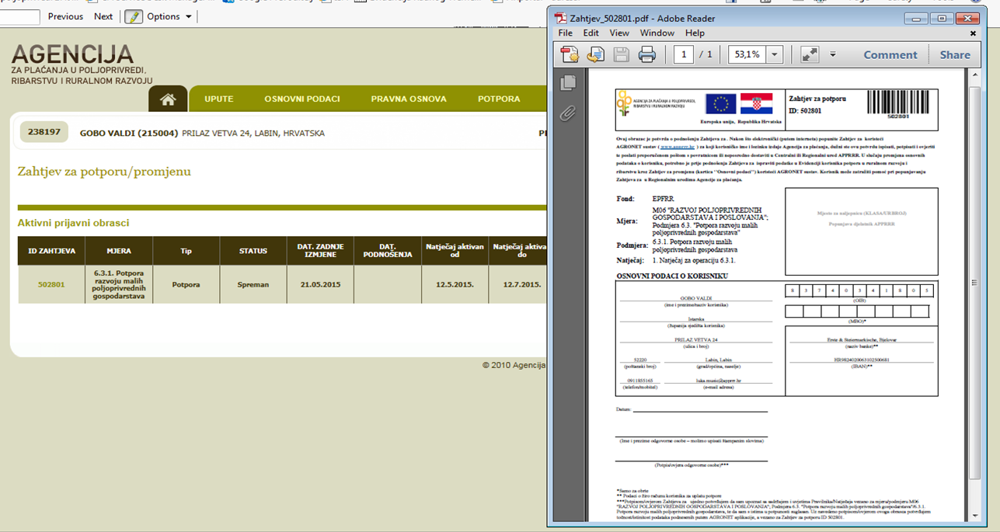 Previous Next Options
AGENCIJA
ZA PLAĆANJA U POLJOPRIVREDI,
RIBARSTVU I RURALNOM RAZVOJU
UPUTE OSNOVNI PODACI PRAVNA OSNOVA POTPORA
238197 GOBO VALDI (215004) PRILAZ VETVA 24, LABIN, HRVATSKA
Zahtjev za potporu/promjenu
Aktivni prijavni obrasci
ID ZAHTJEVA MJERA Tip STATUS DAT. ZADNJE IZMJENE DAT. PODNOŠENJA Natječaj aktivan od Natječaj aktiva do
502801 6.3.1. Potpora razvoju malih poljoprivrednih gospodarstava Potpora Spreman 21.05.2015 12.5.2015. 12.7.2015.
© 2010 Agencija
Zahtjev_502801.pdf - Adobe Reader
File Edit View Window Help
1 / 1 53,1% Comment Share
AGENCIJA ZA PLAĆANJA U POLJOPRIVREDI,
RIBARSTVU I RURALNOM RAZVOJU
Europska unija, Republika Hrvatska
Zahtjev za potporu
ID: 502801
502801
Ovaj obrazac je potvrda o podnošenju Zahtjeva za . Nakon što elektronički (putem interneta) popunite Zahtjev za koristeći
AGRONET sustav ( www.apprrr.hr ) za koji korisničko ime i lozinku izdaje Agencija za plaćanja, dužni ste ovu potvrdu ispisati, potpisati i ovjeriti
te poslati preporučenom poštom s povratnicom ili neposredno dostaviti u Centralni ili Regionalni ured APPRRR. U slučaju promjena osnovnih
podataka o korisniku, potrebno je prije podnošenja Zahtjeva za ispraviti podatke u Evidenciji korisnika potpora u ruralnom razvoju i
ribarstvu kroz Zahtjev za promjenu (kartica "Osnovni podaci") koristeći AGRONET sustav. Korisnik može zatražiti pomoć pri popunjavanju
Zahtjeva za u Regionalnim uredima Agencije za plaćanja.
Fond: EPFRR
Mjera: M06 "RAZVOJ POLJOPRIVREDNIH
GOSPODARSTAVA I POSLOVANJA";
Podmjera 6.3. "Potpora razvoju malih
poljoprivrednih gospodarstava"
Podmjera: 6.3.1. Potpora razvoju malih
poljoprivrednih gospodarstava
Natječaj: 1. Natječaj za operaciju 6.3.1.
Mjesto za naljepnicu (KLASA/URBROJ)
Popunjava djelatnik APPRRR
OSNOVNI PODACI O KORISNIKU
GOBO VALDI
(ime i prezime/naziv korisnika)
Istarska
(županija sjedišta korisnika)
PRILAZ VETVA 24
(ulica i broj)
52220 Labin, Labin
(poštanski broj) (grad/općina, naselje)
0911855165 luka.music@apprrr.hr
(telefon/mobitel) (e-mail adresa)
8 3 7 4 0 3 4 1 8 0 5
(OIB)
(MBO)*
Erste & Steiermarkische, Bjelovar
(naziv banke)**
HR9824020063102500681
(IBAN)**
Datum:
(Ime i prezime odgovorne osobe – molimo upisati štampanim slovima)
(Potpis/ovjera odgovorne osobe)***
*Samo za obrte
** Podaci o žiro računu korisnika za uplatu potpore
***Potpisom/ovjerom Zahtjeva za ujedno potvrđujem da sam upoznat sa sadržajem i uvjetima Pravilnika/Natječaja vezano za mjeru/podmjeru M06
"RAZVOJ POLJOPRIVREDNIH GOSPODARSTAVA I POSLOVANJA"; Podmjera 6.3. "Potpora razvoju malih poljoprivrednih gospodarstava"/6.3.1.
Potpora razvoju malih poljoprivrednih gospodarstava, te da sam s istima u potpunosti suglasan. Uz navedeno potpisom/ovjerom ovoga obrasca potvrđujem
točnost/istinitost podataka podnesenih putem AGRONET aplikacije, a vezano za Zahtjev za potporu ID 502801.